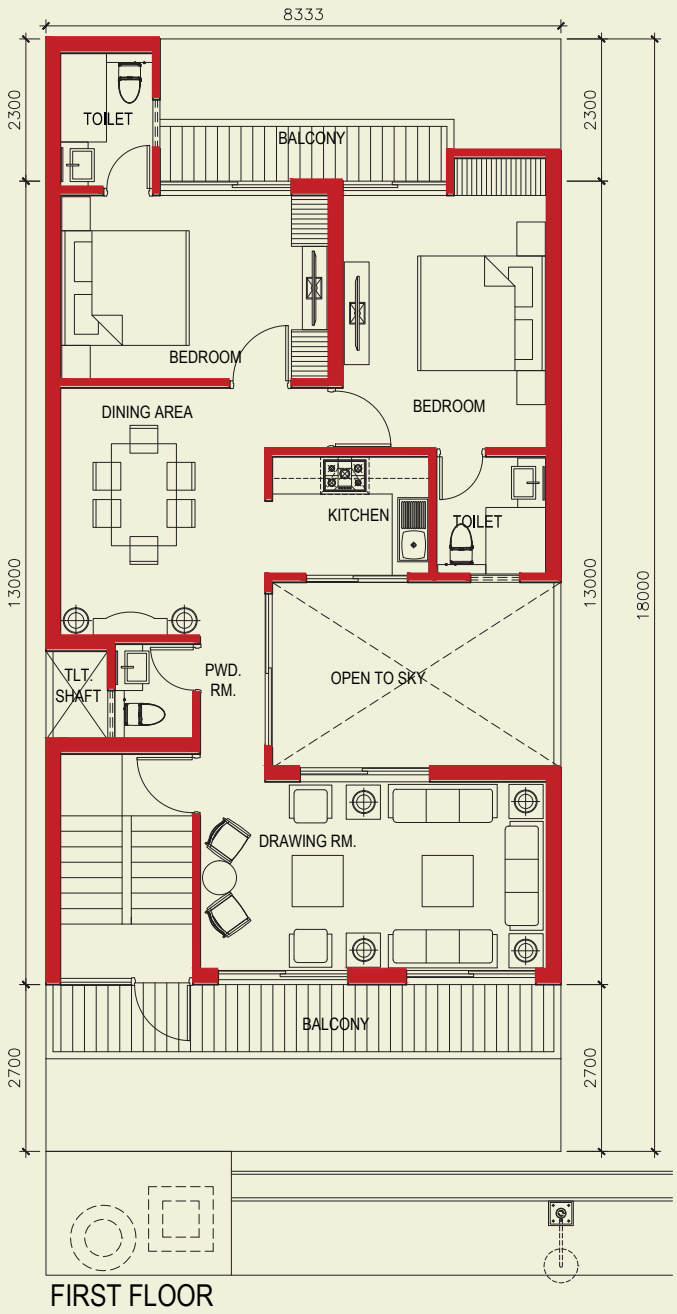 8333
2300
2300
TOILET
BALCONY
BEDROOM
BEDROOM
DINING AREA
KITCHEN
TOILET
13000
13000
18000
TLT.
SHAFT
PWD.
RM.
OPEN TO SKY
DRAWING RM.
BALCONY
2700
2700
FIRST FLOOR